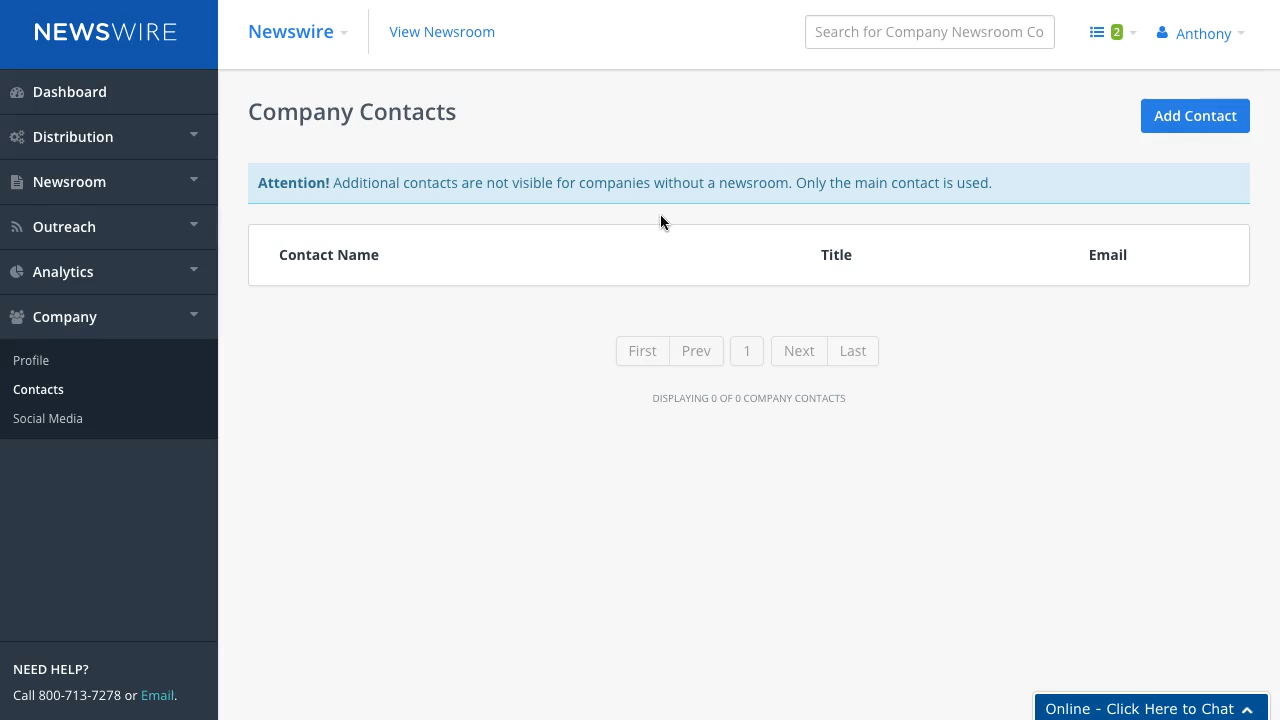 NEWSWIRE
Newswire
View Newsroom
Search for Company Newsroom Co
2
Anthony
Dashboard
Distribution
Newsroom
Outreach
Analytics
Company
Profile
Contacts
Social Media
NEED HELP?
Call 800-713-7278 or Email.
Company Contacts
Add Contact
Attention! Additional contacts are not visible for companies without a newsroom. Only the main contact is used.
Contact Name Title Email
First Prev 1 Next Last
DISPLAYING 0 OF 0 COMPANY CONTACTS
Online - Click Here to Chat